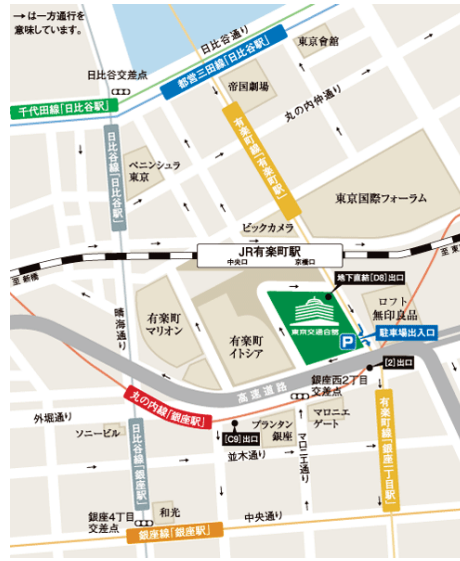 →は一方通行を
意味しています。
日比谷通り
都営三田線「日比谷駅」
東京會館
日比谷交差点
帝国劇場
千代田線「日比谷駅」
丸の内仲通り
日比谷線「日比谷駅」
有楽町線「有楽町駅」
ペニンシュラ
東京
東京国際フォーラム
ビックカメラ
JR有楽町駅
中央口
京橋口
至 新橋
至 東
地下直結[D8]出口
晴海通り
有楽町
マリオン
有楽町
イトシア
東京交通会館
ロフト
無印良品
P
駐車場出入口
[2]出口
高速道路
銀座西2丁目
交差点
丸の内線「銀座駅」
外堀通り
ソニービル
[C9]出口
プランタン
銀座
マロニエ
ゲート
有楽町線「銀座一丁目駅」
並木通り
マロニエ通り
日比谷線「銀座駅」
銀座4丁目
交差点
和光
中央通り
銀座線「銀座駅」